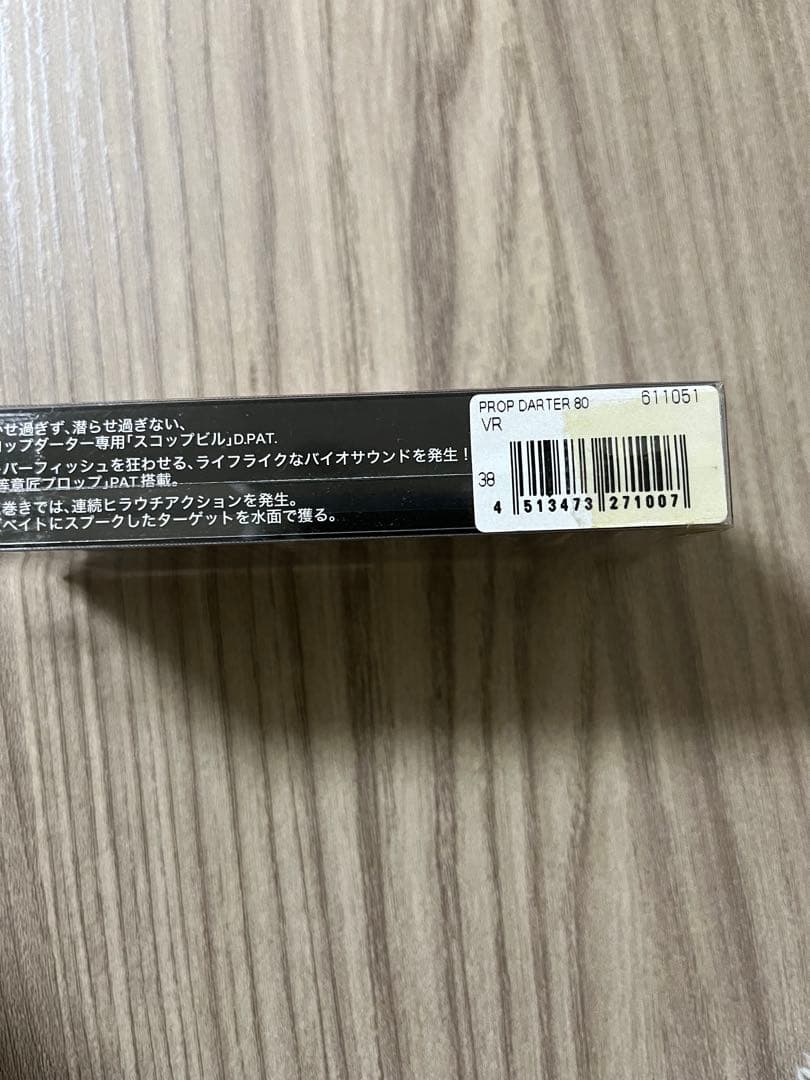 せ過ぎず、潜らせ過ぎない、
ップダーター専用「スコップビル」D.PAT.
バーフィッシュを狂わせる、ライフライクなバイオサウンドを発生!
等意匠プロップ」PAT搭載。
巻きでは、連続ヒラウチアクションを発生。
ベイトにスプークしたターゲットを水面で獲る。
PROP DARTER 80 611051
VR
38
4 513473 271007